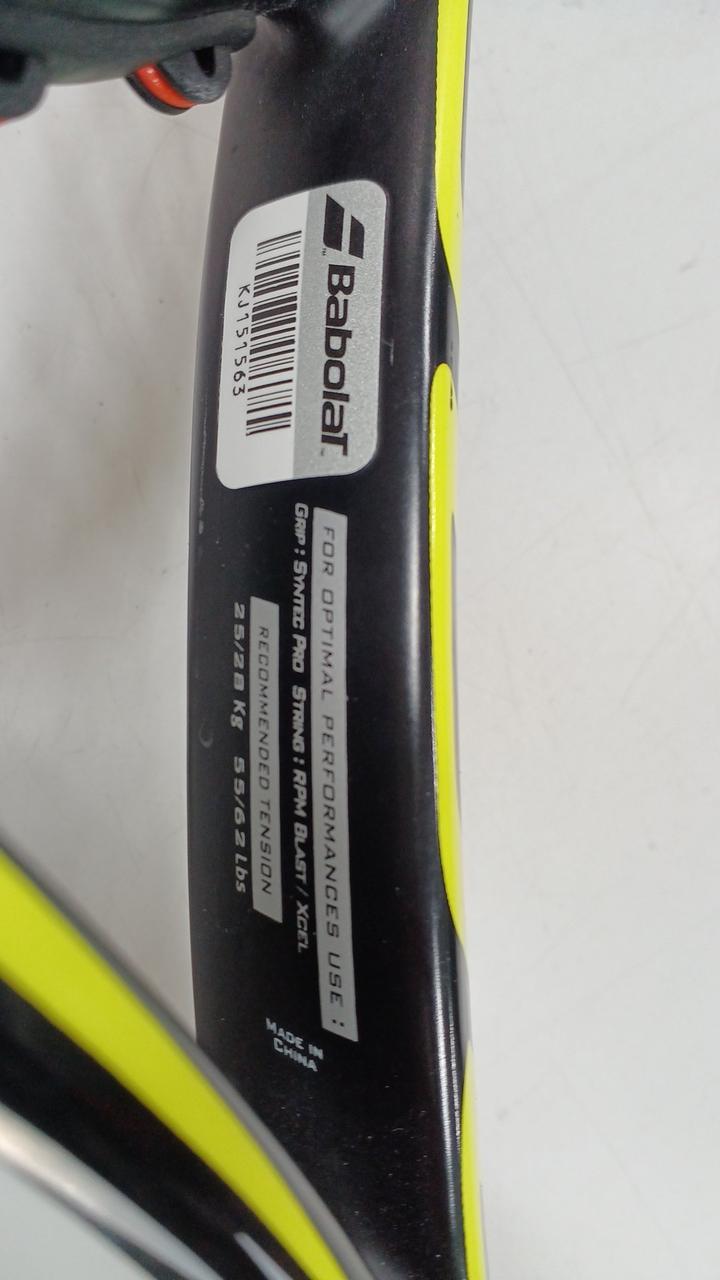 BabolaT™
KJ151563
FOR OPTIMAL PERFORMANCES USE :
GRIP : SYNTEC PRO STRING : RPM BLAST / XCEL
RECOMMENDED TENSION
25/28 Kg 55/62 Lbs
MADE IN
CHINA